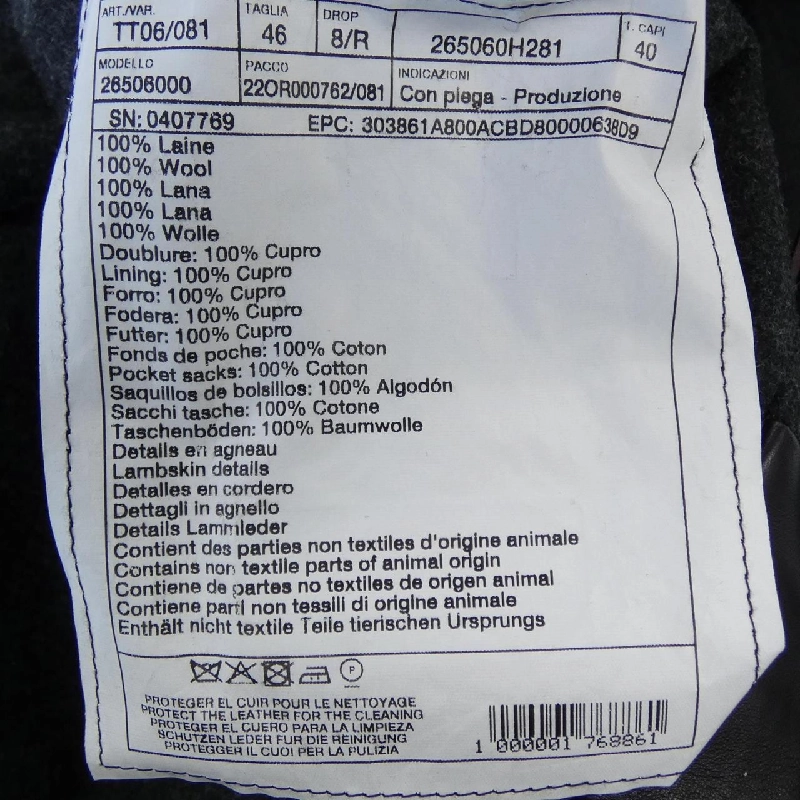 ART./VAR. TAGLIA DROP T. CAPI
TT06/081 46 8/R 265060H281 40
MODELLO PACCO INDICAZIONI
26506000 22OR000762/081 Con piega - Produzione
SN: 0407769 EPC: 303861A800ACBD80000638D9
100% Laine
100% Wool
100% Lana
100% Lana
100% Wolle
Doublure: 100% Cupro
Lining: 100% Cupro
Forro: 100% Cupro
Fodera: 100% Cupro
Futter: 100% Cupro
Fonds de poche: 100% Coton
Pocket sacks: 100% Cotton
Saquillos de bolsillos: 100% Algodón
Sacchi tasche: 100% Cotone
Taschenböden: 100% Baumwolle
Details en agneau
Lambskin details
Detalles en cordero
Dettagli in agnello
Details Lammleder
Contient des parties non textiles d'origine animale
Contains non textile parts of animal origin
Contiene de partes no textiles de origen animal
Contiene parti non tessili di origine animale
Enthält nicht textile Teile tierischen Ursprungs
P
PROTEGER EL CUIR POUR LE NETTOYAGE
PROTECT THE LEATHER FOR THE CLEANING
PROTEGER EL CUERO PARA LA LIMPIEZA
SCHUTZEN LEDER FUR DIE REINIGUNG
PROTEGGER IL CUOI PER LA PULIZIA
1 000001 768861